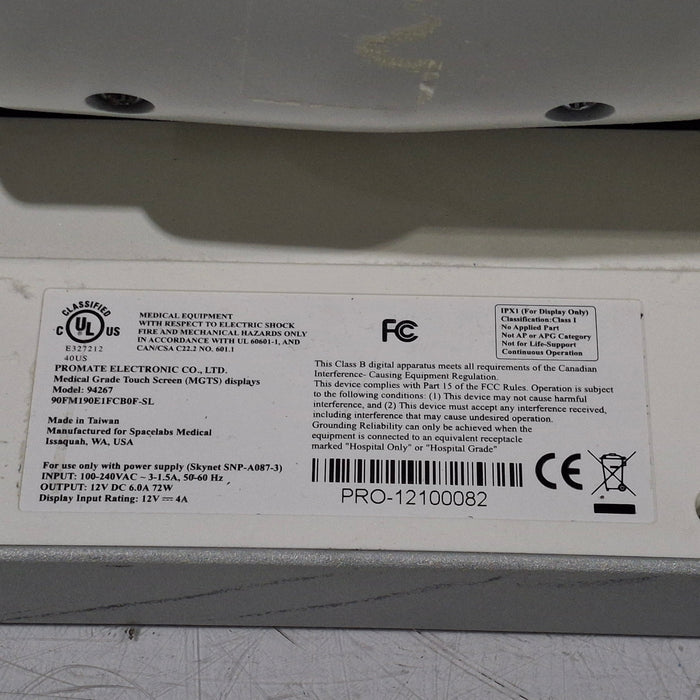 CLASSIFIED
C UL US
E327212
40US
MEDICAL EQUIPMENT
WITH RESPECT TO ELECTRIC SHOCK
FIRE AND MECHANICAL HAZARDS ONLY
IN ACCORDANCE WITH UL 60601-1, AND
CAN/CSA C22.2 NO. 601.1
PROMATE ELECTRONIC CO., LTD.
Medical Grade Touch Screen (MGTS) displays
Model: 94267
90FM190E1FCB0F-SL
Made in Taiwan
Manufactured for Spacelabs Medical
Issaquah, WA, USA
For use only with power supply (Skynet SNP-A087-3)
INPUT: 100-240VAC ~ 3-1.5A, 50-60 Hz
OUTPUT: 12V DC 6.0A 72W
Display Input Rating: 12V ⎓ 4A
FC
IPX1 (For Display Only)
Classification:Class I
No Applied Part
Not AP or APG Category
Not for Life-Support
Continuous Operation
This Class B digital apparatus meets all requirements of the Canadian
Interference- Causing Equipment Regulation.
This device complies with Part 15 of the FCC Rules. Operation is subject
to the following conditions: (1) This device may not cause harmful
interference, and (2) This device must accept any interference received,
including interference that may cause undesired operation.
Grounding Reliability can only be achieved when the
equipment is connected to an equivalent receptacle
marked "Hospital Only" or "Hospital Grade"
PRO-12100082
CE